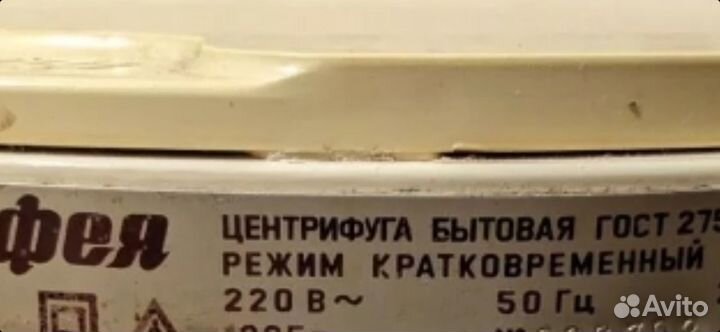 фея
ЦЕНТРИФУГА БЫТОВАЯ ГОСТ 275
РЕЖИМ КРАТКОВРЕМЕННЫЙ
220 В ~ 50 Гц
Avito